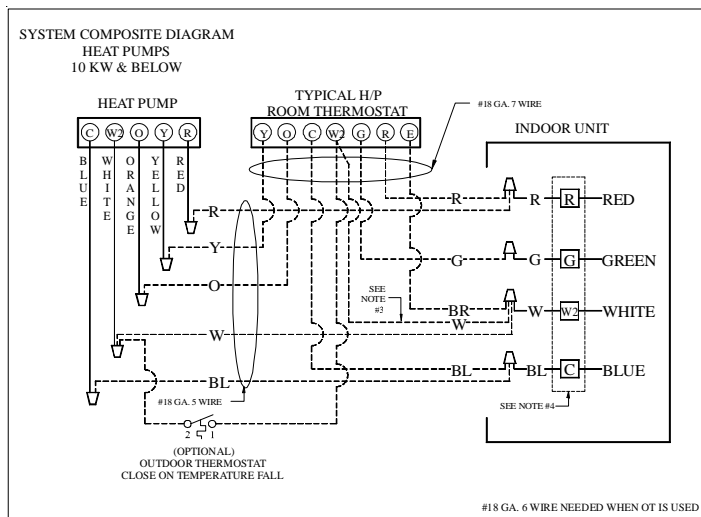 SYSTEM COMPOSITE DIAGRAM
HEAT PUMPS
10 KW & BELOW
HEAT PUMP
TYPICAL H/P
ROOM THERMOSTAT
#18 GA. 7 WIRE
INDOOR UNIT
C W2 O Y R
Y O C W2 G R E
BLUE
WHITE
ORANGE
YELLOW
RED
R R R R RED
Y
G G G GREEN
O
SEE
NOTE
#3
BR
W W W2 WHITE
W
BL BL BL C BLUE
#18 GA. 5 WIRE
SEE NOTE #4
2 1
(OPTIONAL)
OUTDOOR THERMOSTAT
CLOSE ON TEMPERATURE FALL
#18 GA. 6 WIRE NEEDED WHEN OT IS USED